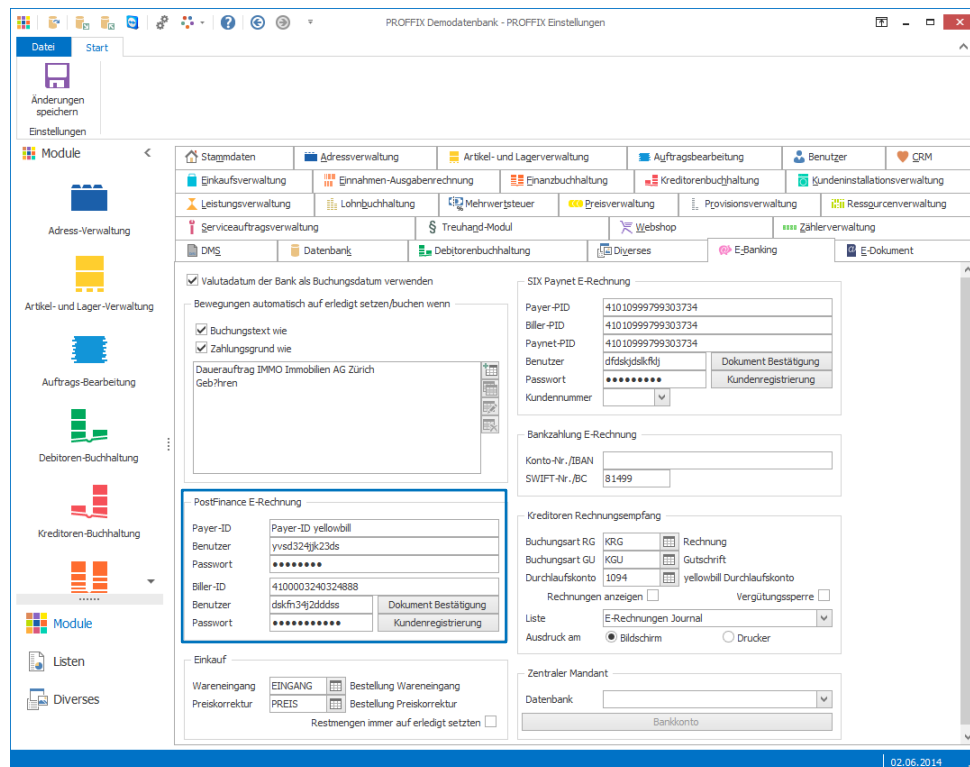 PROFFIX Demodatenbank - PROFFIX Einstellungen
Datei Start
Änderungen
speichern
Einstellungen
Module
Stammdaten Adressverwaltung Artikel- und Lagerverwaltung Auftragsbearbeitung Benutzer CRM
Einkaufsverwaltung Einnahmen-Ausgabenrechnung Finanzbuchhaltung Kreditorenbuchhaltung Kundeninstallationsverwaltung
Leistungsverwaltung Lohnbuchhaltung Mehrwertsteuer Preisverwaltung Provisionsverwaltung Ressourcenverwaltung
Serviceauftragsverwaltung § Treuhand-Modul Webshop Zählerverwaltung
DMS Datenbank Debitorenbuchhaltung Diverses E-Banking E-Dokument
Adress-Verwaltung
Artikel- und Lager-Verwaltung
Auftrags-Bearbeitung
Debitoren-Buchhaltung
Kreditoren-Buchhaltung
Module
Listen
Diverses
Valutadatum der Bank als Buchungsdatum verwenden
Bewegungen automatisch auf erledigt setzen/buchen wenn
Buchungstext wie
Zahlungsgrund wie
Dauerauftrag IMMO Immobilien AG Zürich
Geb?hren
PostFinance E-Rechnung
Payer-ID Payer-ID yellowbill
Benutzer yvsd324jjk23ds
Passwort ●●●●●●●●
Biller-ID 4100003240324888
Benutzer dskfn34j2dddss Dokument Bestätigung
Passwort ●●●●●●●●●●● Kundenregistrierung
Einkauf
Wareneingang EINGANG Bestellung Wareneingang
Preiskorrektur PREIS Bestellung Preiskorrektur
Restmengen immer auf erledigt setzten
SIX Paynet E-Rechnung
Payer-PID 41010999799303734
Biller-PID 41010999799303734
Paynet-PID 41010999799303734
Benutzer dfdskjdslkfkdj Dokument Bestätigung
Passwort ●●●●●●●●● Kundenregistrierung
Kundennummer
Bankzahlung E-Rechnung
Konto-Nr./IBAN
SWIFT-Nr./BC 81499
Kreditoren Rechnungsempfang
Buchungsart RG KRG Rechnung
Buchungsart GU KGU Gutschrift
Durchlaufskonto 1094 yellowbill Durchlaufskonto
Rechnungen anzeigen Vergütungssperre
Liste E-Rechnungen Journal
Ausdruck am Bildschirm Drucker
Zentraler Mandant
Datenbank
Bankkonto
02.06.2014